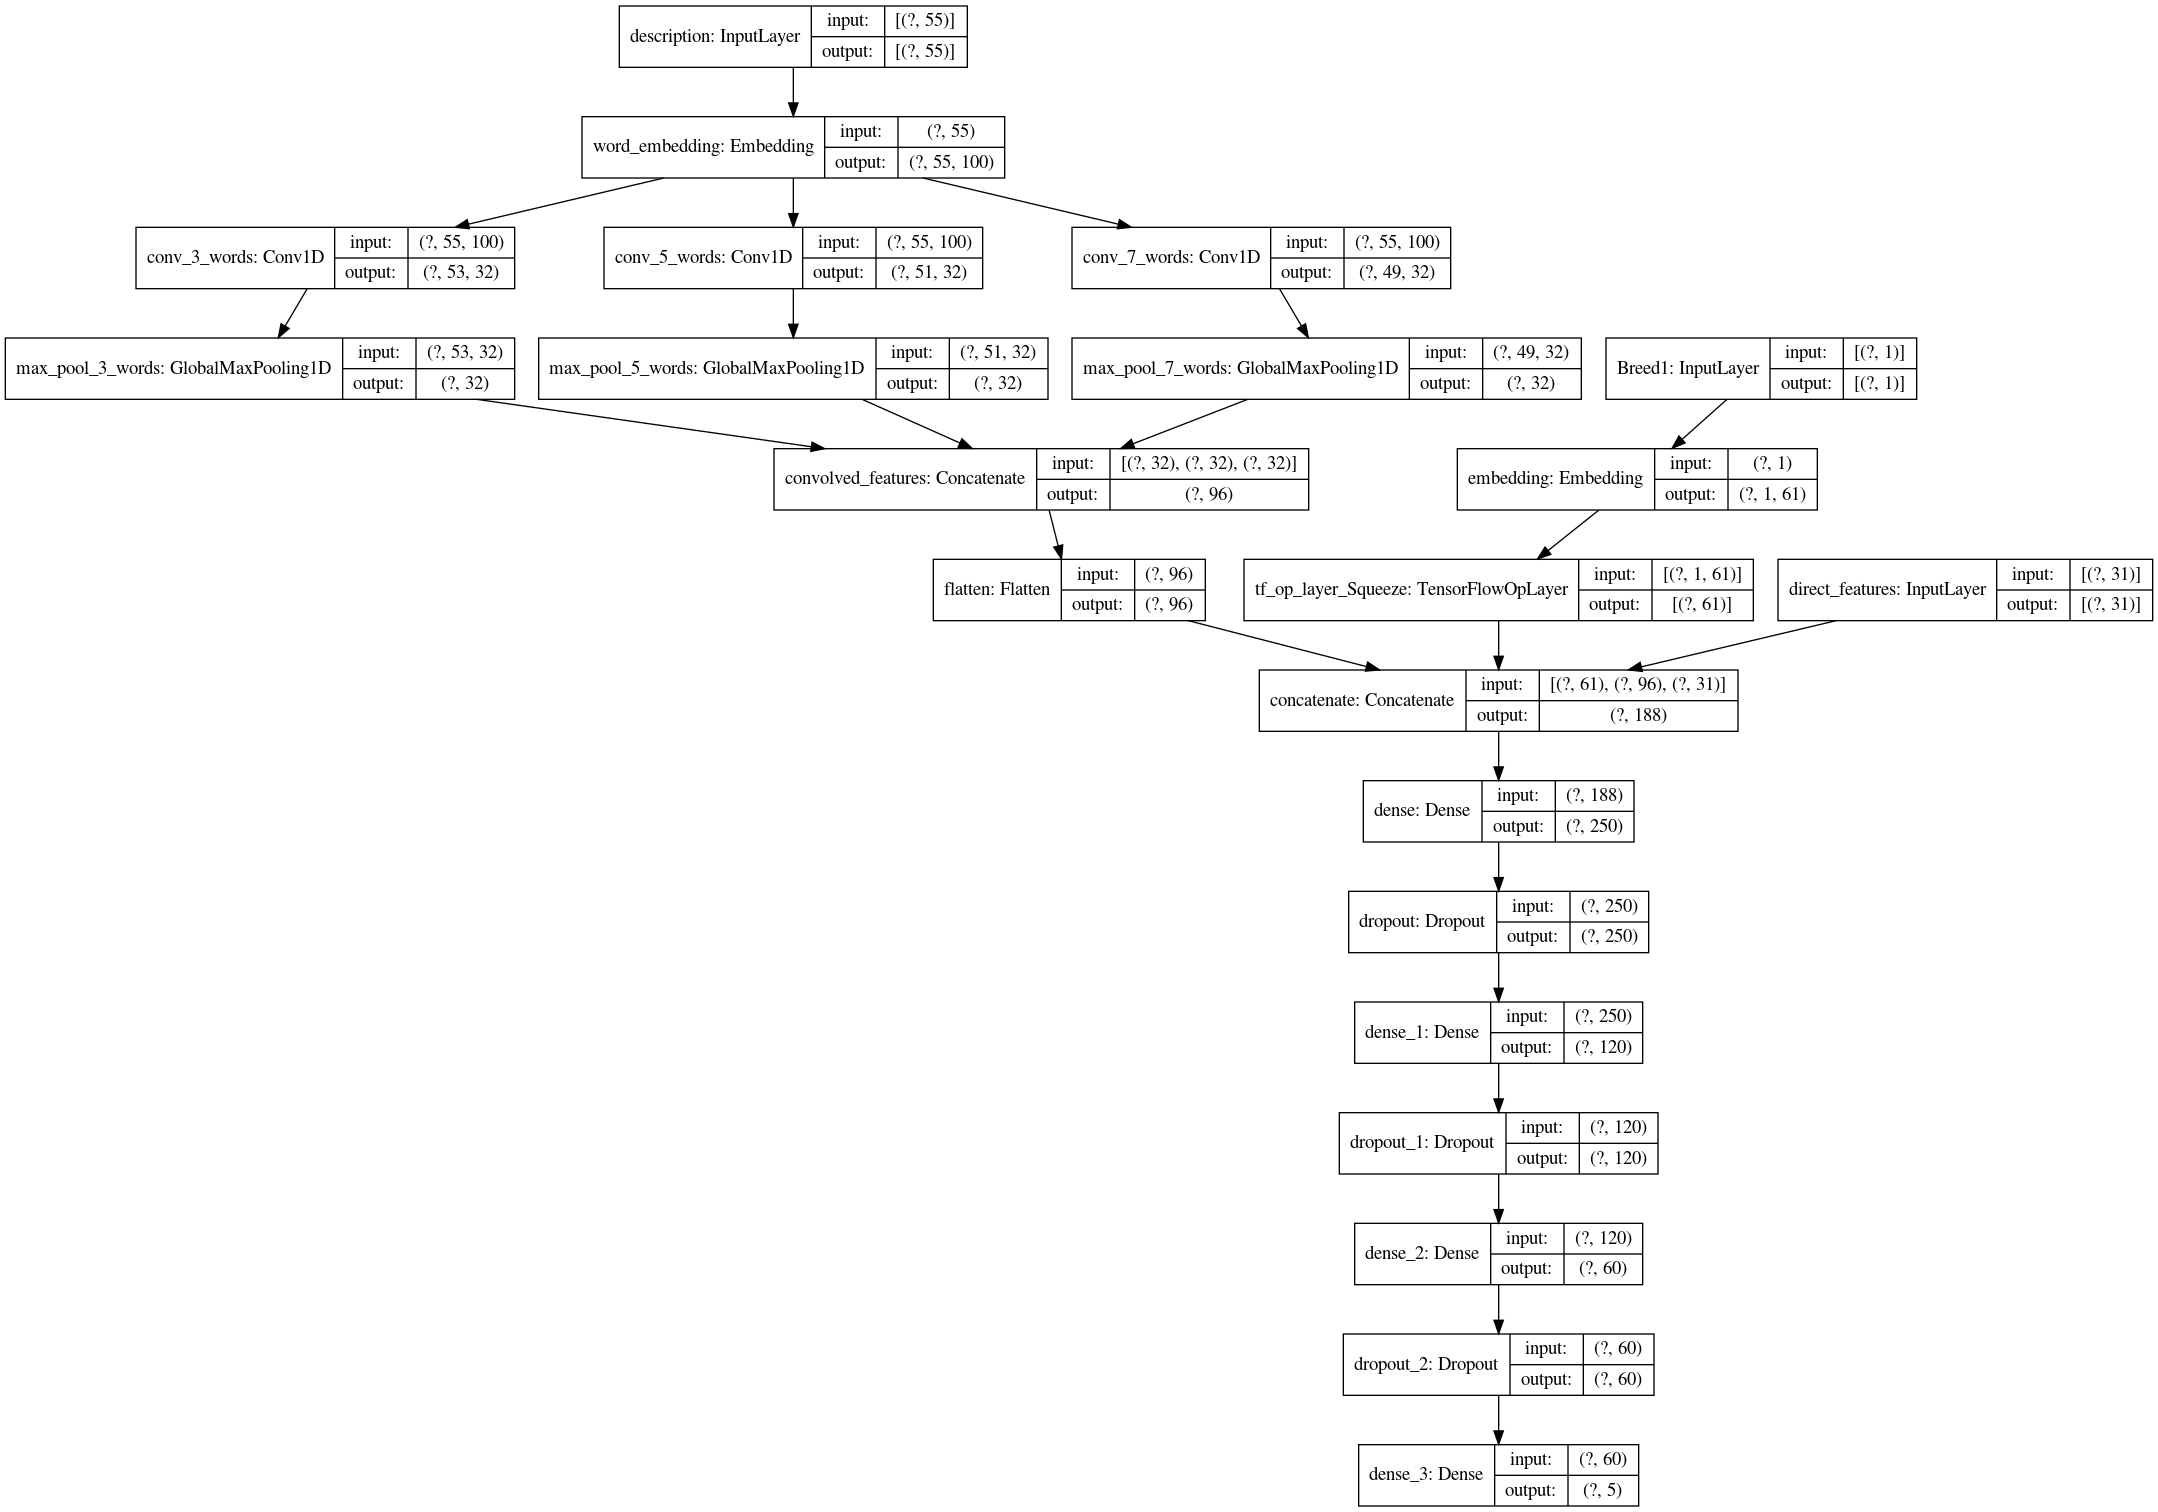 description: InputLayer
input: [(?, 55)]
output: [(?, 55)]
word_embedding: Embedding
input: (?, 55)
output: (?, 55, 100)
conv_3_words: Conv1D
input: (?, 55, 100)
output: (?, 53, 32)
conv_5_words: Conv1D
input: (?, 55, 100)
output: (?, 51, 32)
conv_7_words: Conv1D
input: (?, 55, 100)
output: (?, 49, 32)
max_pool_3_words: GlobalMaxPooling1D
input: (?, 53, 32)
output: (?, 32)
max_pool_5_words: GlobalMaxPooling1D
input: (?, 51, 32)
output: (?, 32)
max_pool_7_words: GlobalMaxPooling1D
input: (?, 49, 32)
output: (?, 32)
Breed1: InputLayer
input: [(?, 1)]
output: [(?, 1)]
convolved_features: Concatenate
input: [(?, 32), (?, 32), (?, 32)]
output: (?, 96)
embedding: Embedding
input: (?, 1)
output: (?, 1, 61)
flatten: Flatten
input: (?, 96)
output: (?, 96)
tf_op_layer_Squeeze: TensorFlowOpLayer
input: [(?, 1, 61)]
output: [(?, 61)]
direct_features: InputLayer
input: [(?, 31)]
output: [(?, 31)]
concatenate: Concatenate
input: [(?, 61), (?, 96), (?, 31)]
output: (?, 188)
dense: Dense
input: (?, 188)
output: (?, 250)
dropout: Dropout
input: (?, 250)
output: (?, 250)
dense_1: Dense
input: (?, 250)
output: (?, 120)
dropout_1: Dropout
input: (?, 120)
output: (?, 120)
dense_2: Dense
input: (?, 120)
output: (?, 60)
dropout_2: Dropout
input: (?, 60)
output: (?, 60)
dense_3: Dense
input: (?, 60)
output: (?, 5)